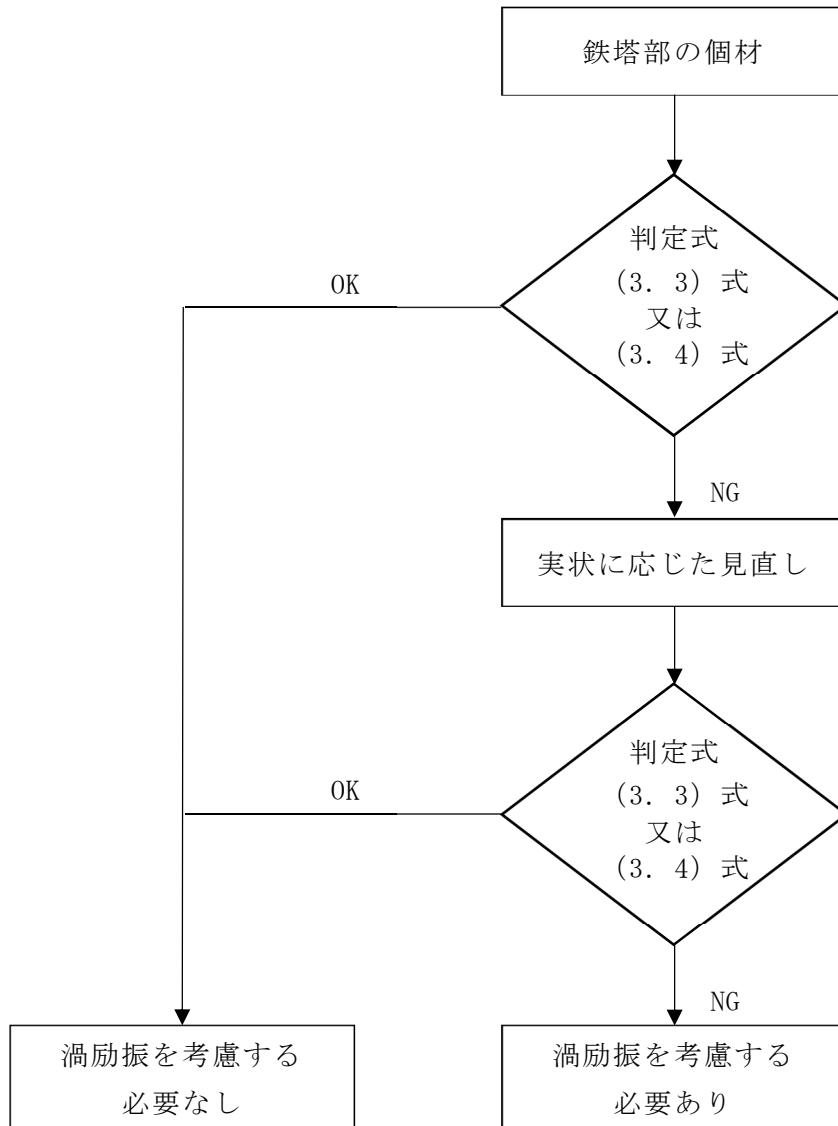 鉄塔部の個材
判定式
(3. 3) 式
又は
(3. 4) 式
OK
NG
実状に応じた見直し
判定式
(3. 3) 式
又は
(3. 4) 式
OK
NG
渦励振を考慮する
必要なし
渦励振を考慮する
必要あり